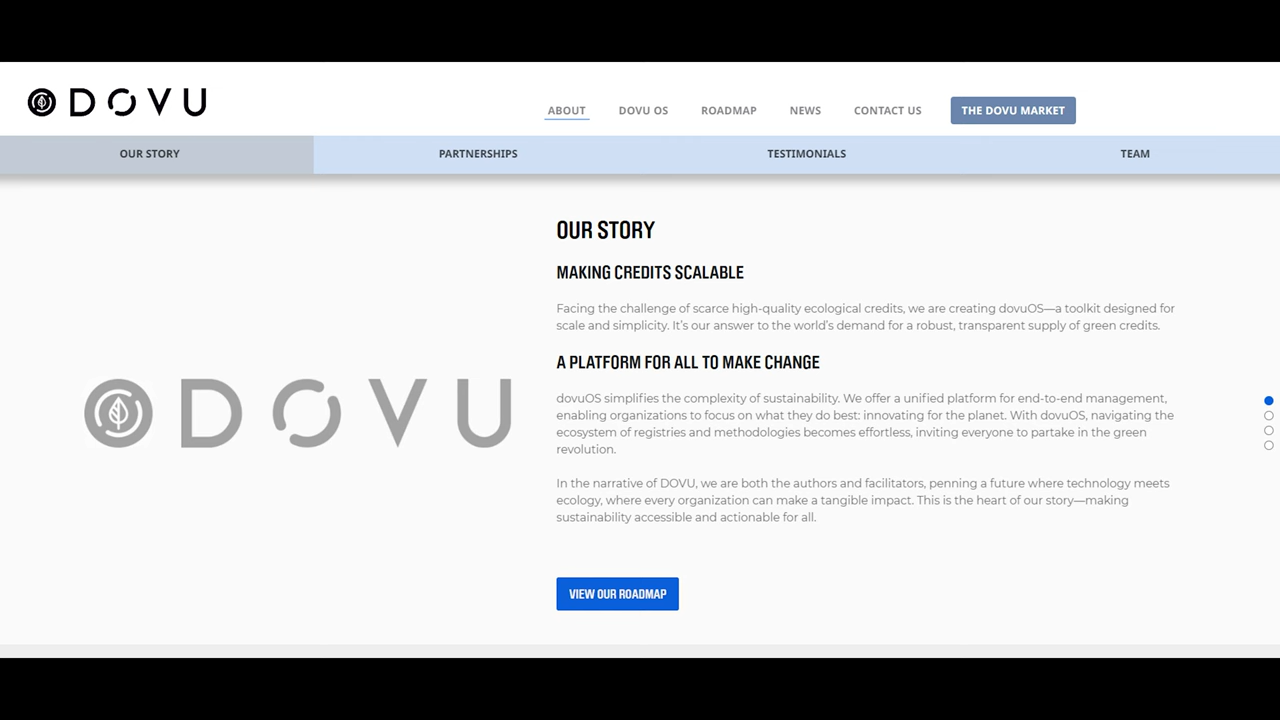 DOVU
ABOUT
DOVU OS
ROADMAP
NEWS
CONTACT US
THE DOVU MARKET
OUR STORY
PARTNERSHIPS
TESTIMONIALS
TEAM
OUR STORY
MAKING CREDITS SCALABLE
Facing the challenge of scarce high-quality ecological credits, we are creating dovuOS—a toolkit designed for
scale and simplicity. It's our answer to the world's demand for a robust, transparent supply of green credits.
A PLATFORM FOR ALL TO MAKE CHANGE
dovuOS simplifies the complexity of sustainability. We offer a unified platform for end-to-end management,
enabling organizations to focus on what they do best: innovating for the planet. With dovuOS, navigating the
ecosystem of registries and methodologies becomes effortless, inviting everyone to partake in the green
revolution.
In the narrative of DOVU, we are both the authors and facilitators, penning a future where technology meets
ecology, where every organization can make a tangible impact. This is the heart of our story—making
sustainability accessible and actionable for all.
DOVU
VIEW OUR ROADMAP